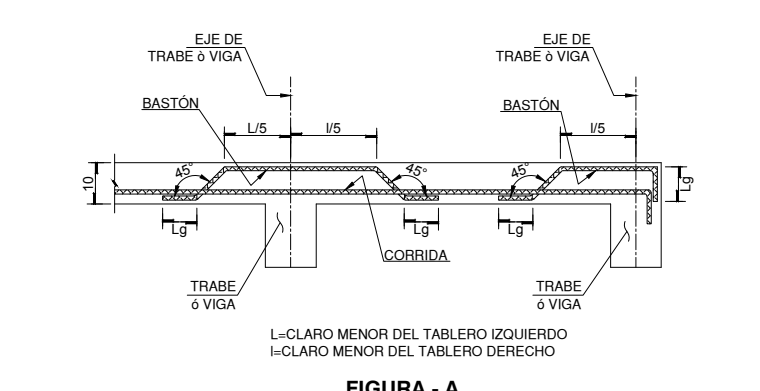 EJE DE
TRABE ò VIGA
EJE DE
TRABE ò VIGA
BASTÓN
BASTÓN
L/5
l/5
l/5
45°
45°
45°
10
Lg
Lg
Lg
Lg
CORRIDA
TRABE
ó VIGA
TRABE
ó VIGA
L=CLARO MENOR DEL TABLERO IZQUIERDO
l=CLARO MENOR DEL TABLERO DERECHO
FIGURA - A